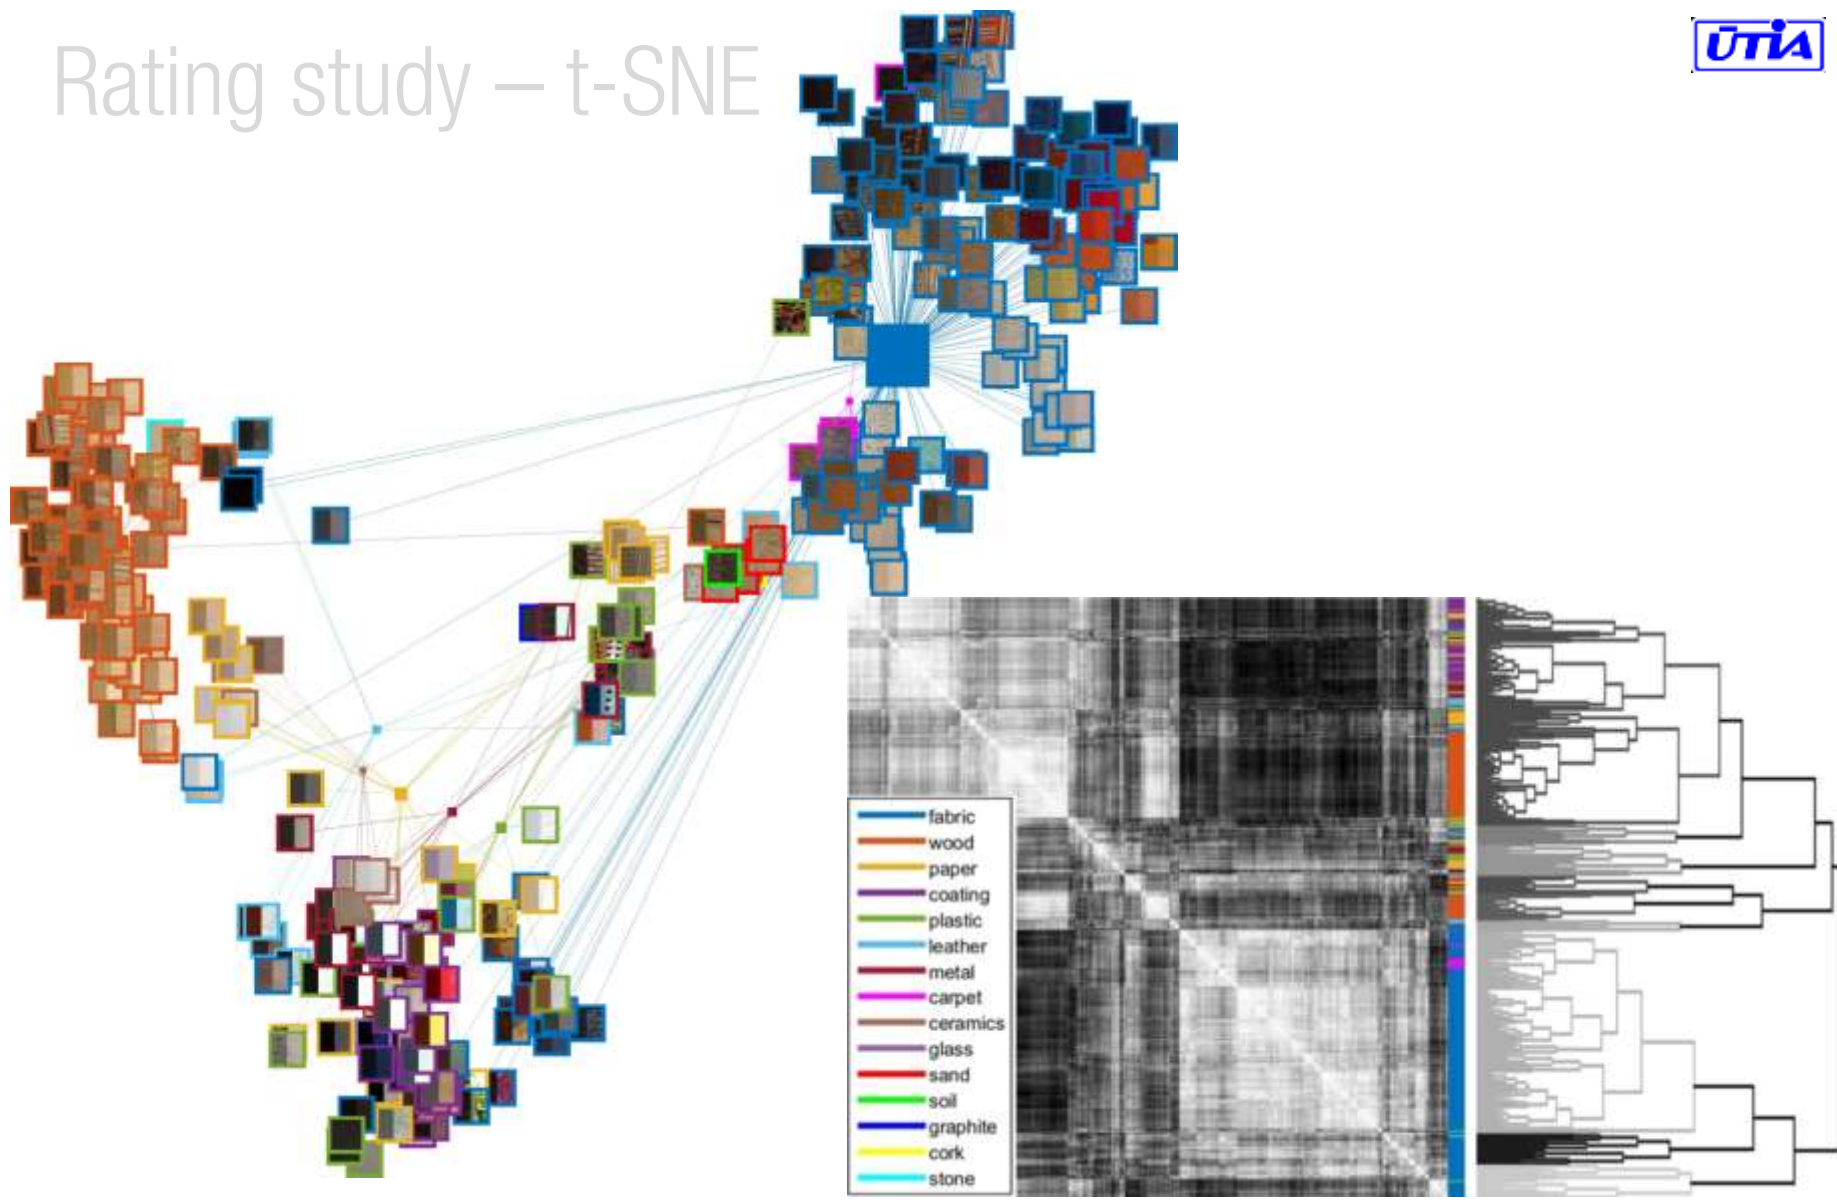 Rating study – t-SNE
ÚTIA
fabric
wood
paper
coating
plastic
leather
metal
carpet
ceramics
glass
sand
soil
graphite
cork
stone